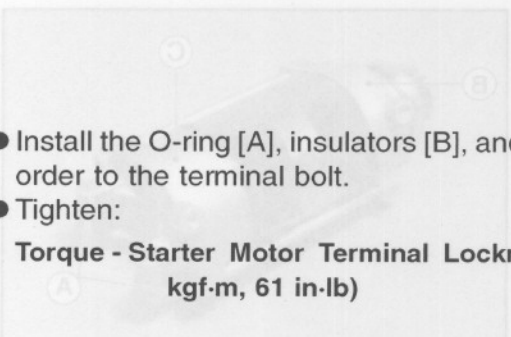 ● Install the O-ring [A], insulators [B], and
order to the terminal bolt.
● Tighten:
Torque - Starter Motor Terminal Lockn
kgf·m, 61 in·lb)